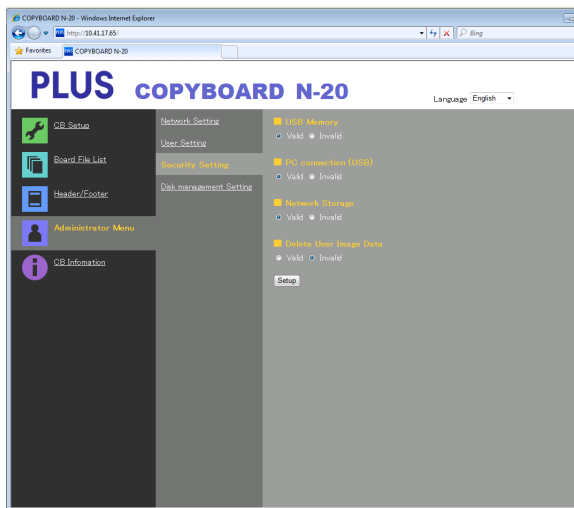 COPYBOARD N-20 - Windows Internet Explorer
PLUS http://10.41.17.65/
Bing
Favorites
PLUS COPYBOARD N-20
PLUS COPYBOARD N-20
Language English
CB Setup
Board File List
Header/Footer
Administrator Menu
CB Infomation
Network Setting
User Setting
Security Setting
Disk management Setting
USB Memory
Valid Invalid
PC connection (USB)
Valid Invalid
Network Storage
Valid Invalid
Delete User Image Data
Valid Invalid
Setup